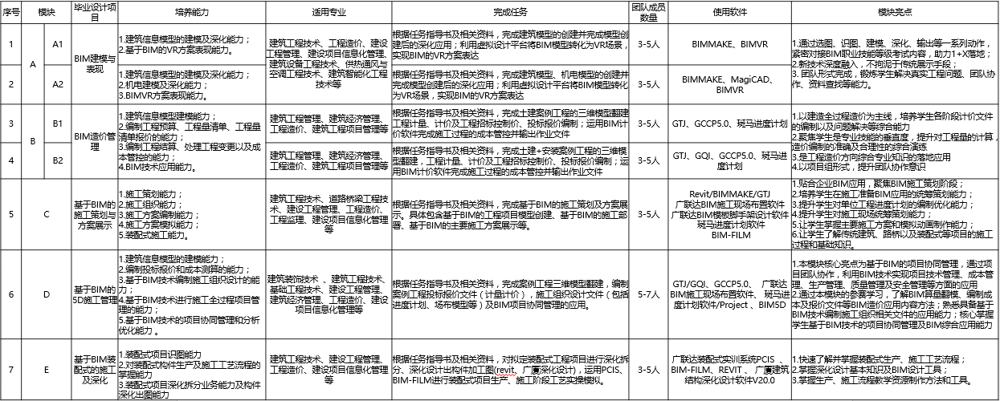 序号
模块
毕业设计项目
培养能力
适用专业
完成任务
团队成员数量
使用软件
模块亮点
1
A
A1
BIM建模与表现
1.建筑信息模型的建模及深化能力；
2.基于BIM的VR方案表现能力。
建筑工程技术、工程造价、建设
工程管理、建设项目信息化管理、
建筑设备工程技术、供热通风与
空调工程技术、建筑智能化工程
技术等
根据任务指导书及相关资料，完成建筑模型的创建并完成模型创
建后的深化应用；利用虚拟设计平台将BIM模型转化为VR场景，
实现BIM的VR方案表达
3-5人
BIMMAKE、BIMVR
1.通过选图、识图、建模、深化、输出等一系列动作，
紧密对接BIM职业技能等级考试内容，助力1+X落地；
2.新技术深度融入，不拘泥于传统展示手段；
3. 团队形式完成，锻炼学生解决真实工程问题、团队协
作、资料查找等能力。
2
A2
1.建筑信息模型的建模及深化能力；
2.机电建模及深化能力；
3.BIMVR方案表现能力。
根据任务指导书及相关资料，完成建筑模型、机电模型的创建并
完成模型创建后的深化应用；利用虚拟设计平台将BIM模型转化
为VR场景，实现BIM的VR方案表达
3-5人
BIMMAKE、MagiCAD、
BIMVR
3
B
B1
BIM造价管理
1.建筑信息模型建模能力；
2.编制工程预算、工程量清单、工程量
清单报价的能力；
3.编制工程结算、处理工程变更以及成
本管控的能力；
4.BIM技术应用能力。
建筑工程管理、建筑经济管理、
工程造价、建筑工程项目管理等
根据任务指导书及相关资料，完成土建案例工程的三维模型翻建
工程计量、计价及工程招标控制价、投标报价编制；运用BIM计
价软件完成施工过程的成本管控并输出作业文件
3-5人
GTJ、GCCP5.0、斑马进度计划
1.以建造全过程造价为主线，培养学生各阶段计价文件
的编制以及问题解决等综合能力
2.聚焦学生是专业技能的垂直度，提升对工程量的计算，
造价编制的准确及合理性的综合演练
3.是工程造价方向综合专业知识的落地应用
4.以项目组形式，提升团队协作意识
4
B2
建筑工程管理、建筑经济管理、
工程造价、建筑工程项目管理等
根据任务指导书及相关资料，完成土建+安装案例工程的三维模
型翻建，工程计量、计价及工程招标控制价、投标报价编制；运
用BIM计价软件完成施工过程的成本管控并输出作业文件
3-5人
GTJ、GQI、GCCP5.0、斑马进
度计划
5
C
基于BIM的
施工策划与
方案展示
1.施工策划能力；
2.施工组织能力；
3.施工方案编制能力；
4.施工方案模拟能力；
5.装配式施工能力。
建筑工程技术、道路桥梁工程技
术、建设工程管理、工程造价、
工程监理、建设项目信息化管理
等
根据任务指导书及相关资料，完成基于BIM的施工策划及方案展
示。具体包含基于BIM的工程项目模型创建、基于BIM的施工部
署、基于BIM的主要施工方案展示等。
3-5人
Revit/BIMMAKE/GTJ
广联达BIM施工现场布置软件
广联达BIM模板脚手架设计软件
斑马进度计划软件
BIM-FILM
1.贴合企业BIM应用，聚焦BIM施工策划阶段；
2.培养学生在施工准备BIM应用的统筹策划能力；
3.提升学生对单位工程进度计划的编制优化能力；
4.提升学生对施工现场统筹策划能力；
5.让学生掌握主要施工方案和模拟动画制作能力；
6.让学生了解传统建筑、路桥以及装配式等项目的施工
过程和基础知识。
6
D
基于BIM的
5D施工管理
1.建筑信息模型的建模能力；
2.编制投标报价和成本测算的能力；
3.基于BIM技术编制施工组织设计的能
力；
4.基于BIM技术进行施工全过程项目管
理的能力；
5.基于BIM技术的项目协同管理和分析
优化能力 。
建筑装饰技术 、建筑工程技术、
基础工程技术、建设工程管理、
建筑经济管理、工程造价、建设
项目信息化管理等
根据任务指导书及相关资料，完成案例工程三维模型翻建，编制
案例工程投标报价文件（计量计价），施工组织设计文件（包括
进度计划、场布模型等）及BIM项目协同管理的应用。
5-7人
GTJ/GQI、GCCP5.0、 广联达
BIM施工现场布置软件、 斑马进
度计划软件/Project 、BIM5D
1.本模块核心亮点为基于BIM的项目协同管理，通过项
目团队协作，利用BIM技术实现项目技术管理、成本管
理、生产管理、质量管理及安全管理等方面的应用
2.通过本模块的参赛学习，了解BIM算量翻模、编制成
本及报价文件等BIM造价应用内容方法；熟悉具备基于
BIM技术编制施工组织相关文件的应用能力；核心掌握
学生基于BIM技术的项目协同管理及BIM综合应用能力
7
E
基于BIM装
配式的施工
及深化
1.装配式项目识图能力
2.对装配式构件生产及施工工艺流程的
掌握能力
3.装配式项目深化拆分业务能力及构件
深化出图能力
建筑工程技术、建设工程管理、
工程造价、建设项目信息化管理
等
根据任务指导书及相关资料，对拟定装配式工程项目进行深化拆
分、深化设计出构件加工图(revit、广厦深化设计)，运用PCIS、
BIM-FILM进行装配式项目生产、施工阶段工艺实操模拟。
3-5人
广联达装配式实训系统PCIS 、
BIM-FILM、REVIT 、 广厦建筑
结构深化设计软件V20.0
1.快速了解并掌握装配式生产、施工工艺流程；
2.掌握深化设计基本知识及BIM设计工具；
3.掌握生产、施工流程教学资源制作方法和工具。